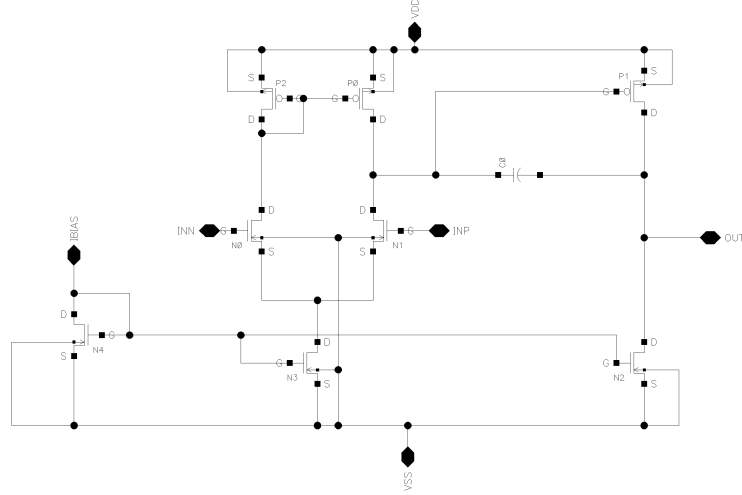 VDD
S P2 P0 S P1 S
G G G
D D D
C0
D D
INN G N0 N1 G INP
S S
OUT
IBIAS
D G N4 S
G D N3 S
G D N2 S
VSS